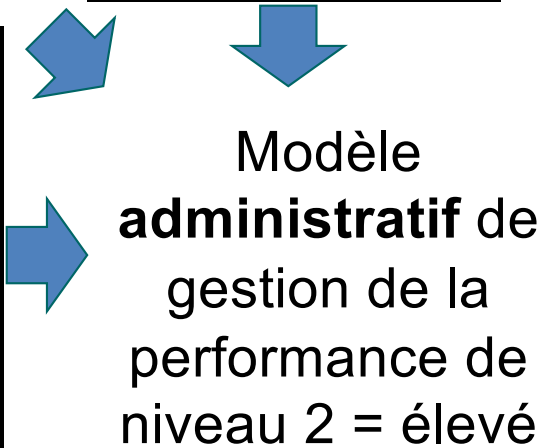 Modèle
administratif de
gestion de la
performance de
niveau 2 = élevé